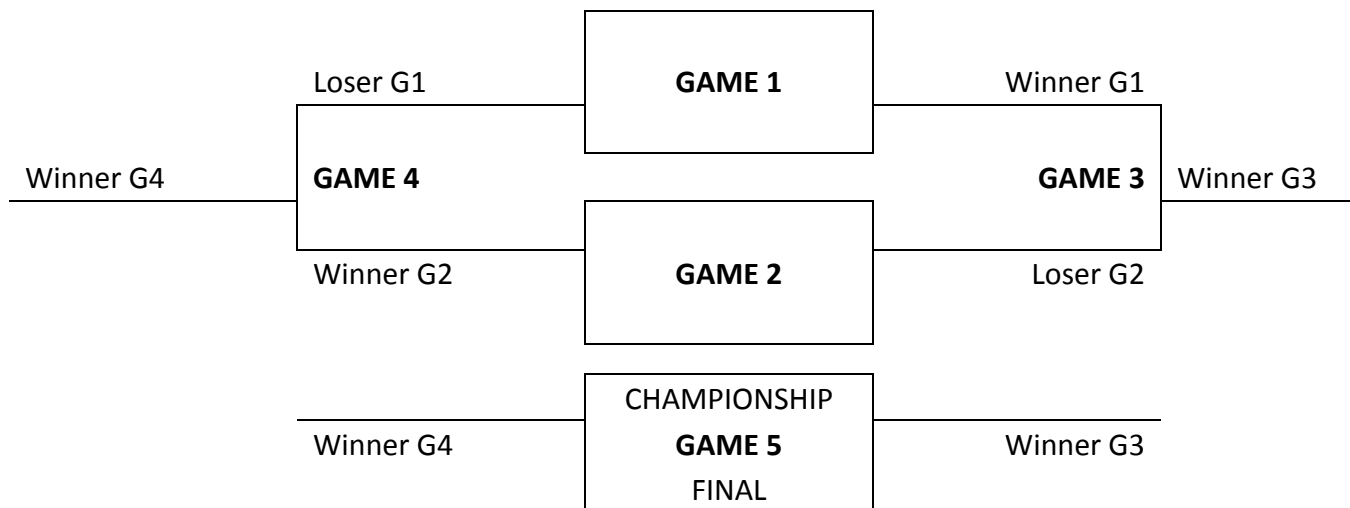 Loser G1 GAME 1 Winner G1
Winner G4 GAME 4 GAME 3 Winner G3
Winner G2 GAME 2 Loser G2
CHAMPIONSHIP
Winner G4 GAME 5 Winner G3
FINAL